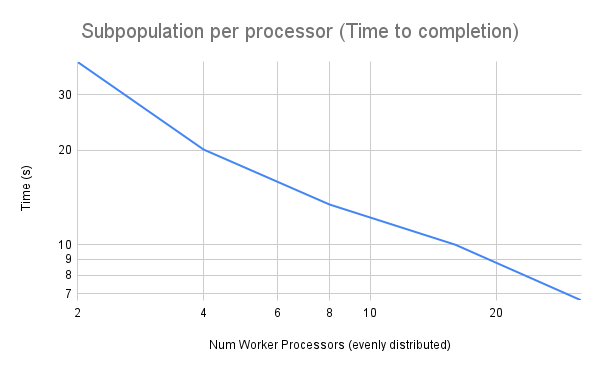 Subpopulation per processor (Time to completion)
30
20
10
9
8
7
Time (s)
2 4 6 8 10 20
Num Worker Processors (evenly distributed)